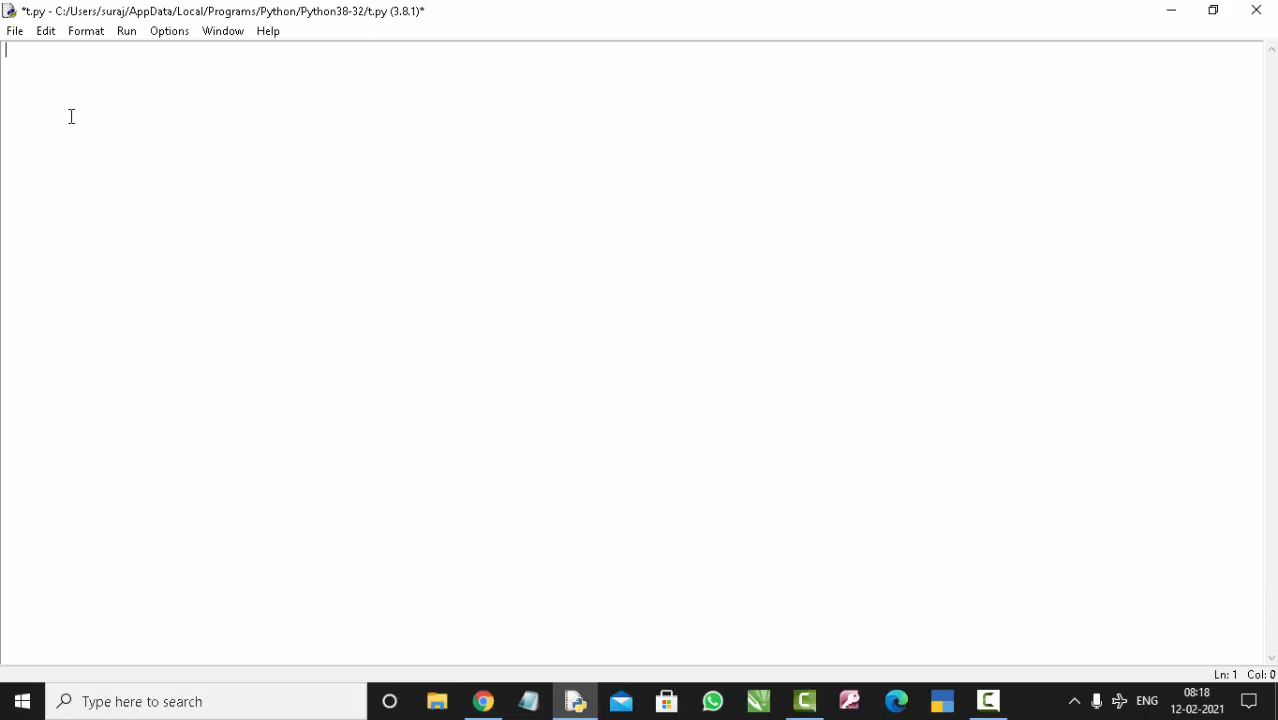 *t.py - C:/Users/suraj/AppData/Local/Programs/Python/Python38-32/t.py (3.8.1)*
File Edit Format Run Options Window Help
Ln: 1 Col: 0
Type here to search
ENG
08:18
12-02-2021